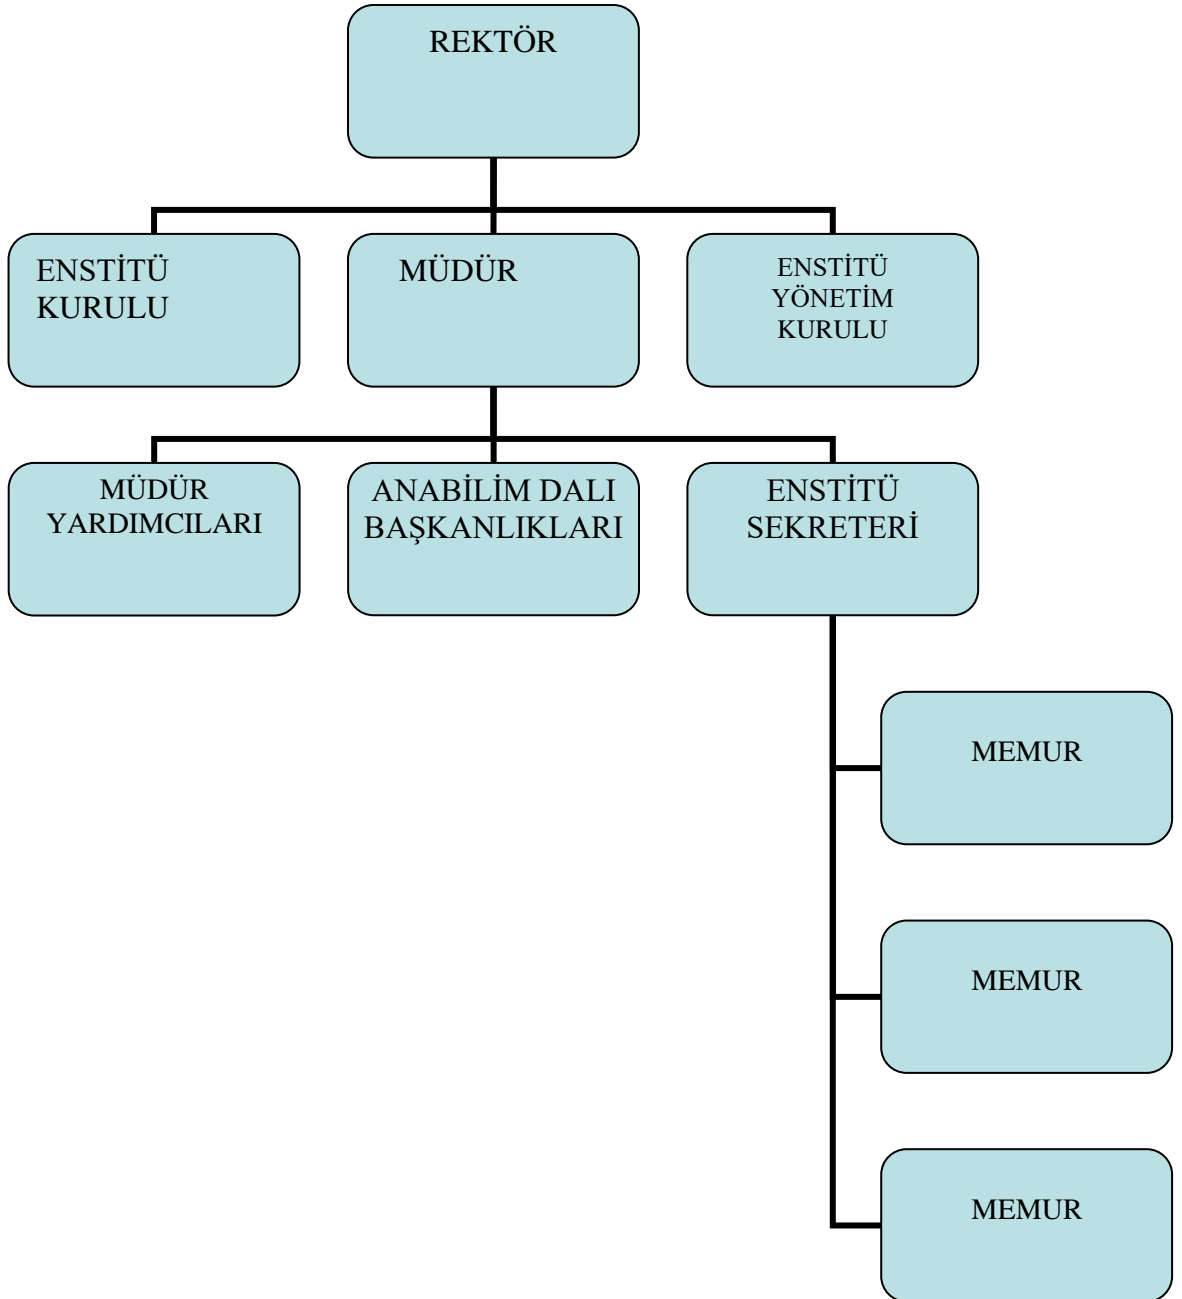 REKTÖR
ENSTİTÜ
KURULU
MÜDÜR
ENSTİTÜ
YÖNETİM
KURULU
MÜDÜR
YARDIMCILARI
ANABİLİM DALI
BAŞKANLIKLARI
ENSTİTÜ
SEKRETERİ
MEMUR
MEMUR
MEMUR